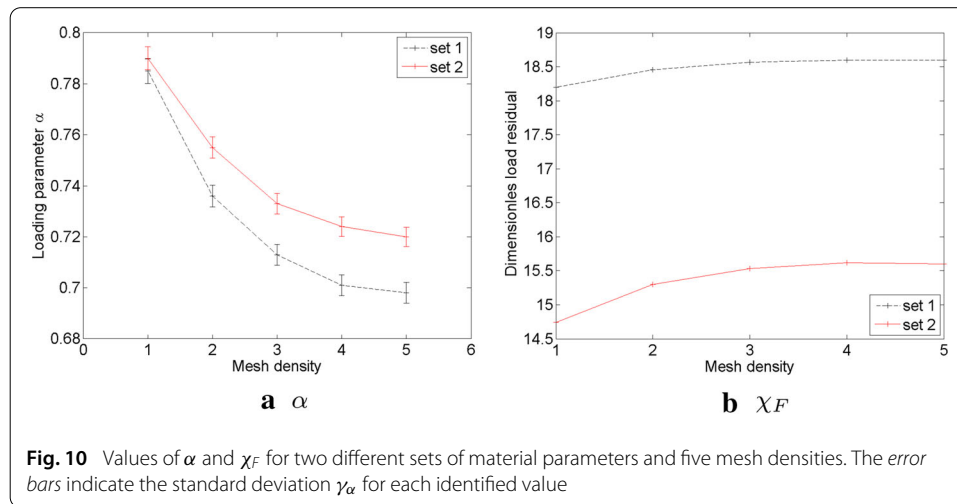 0.8
0.78
0.76
0.74
0.72
0.7
0.68
Loading parameter α
0 1 2 3 4 5 6
Mesh density
set 1
set 2
a α
19
18.5
18
17.5
17
16.5
16
15.5
15
14.5
Dimensionles load residual
1 2 3 4 5
Mesh density
set 1
set 2
b χF
Fig. 10 Values of α and χF for two different sets of material parameters and five mesh densities. The error
bars indicate the standard deviation γα for each identified value